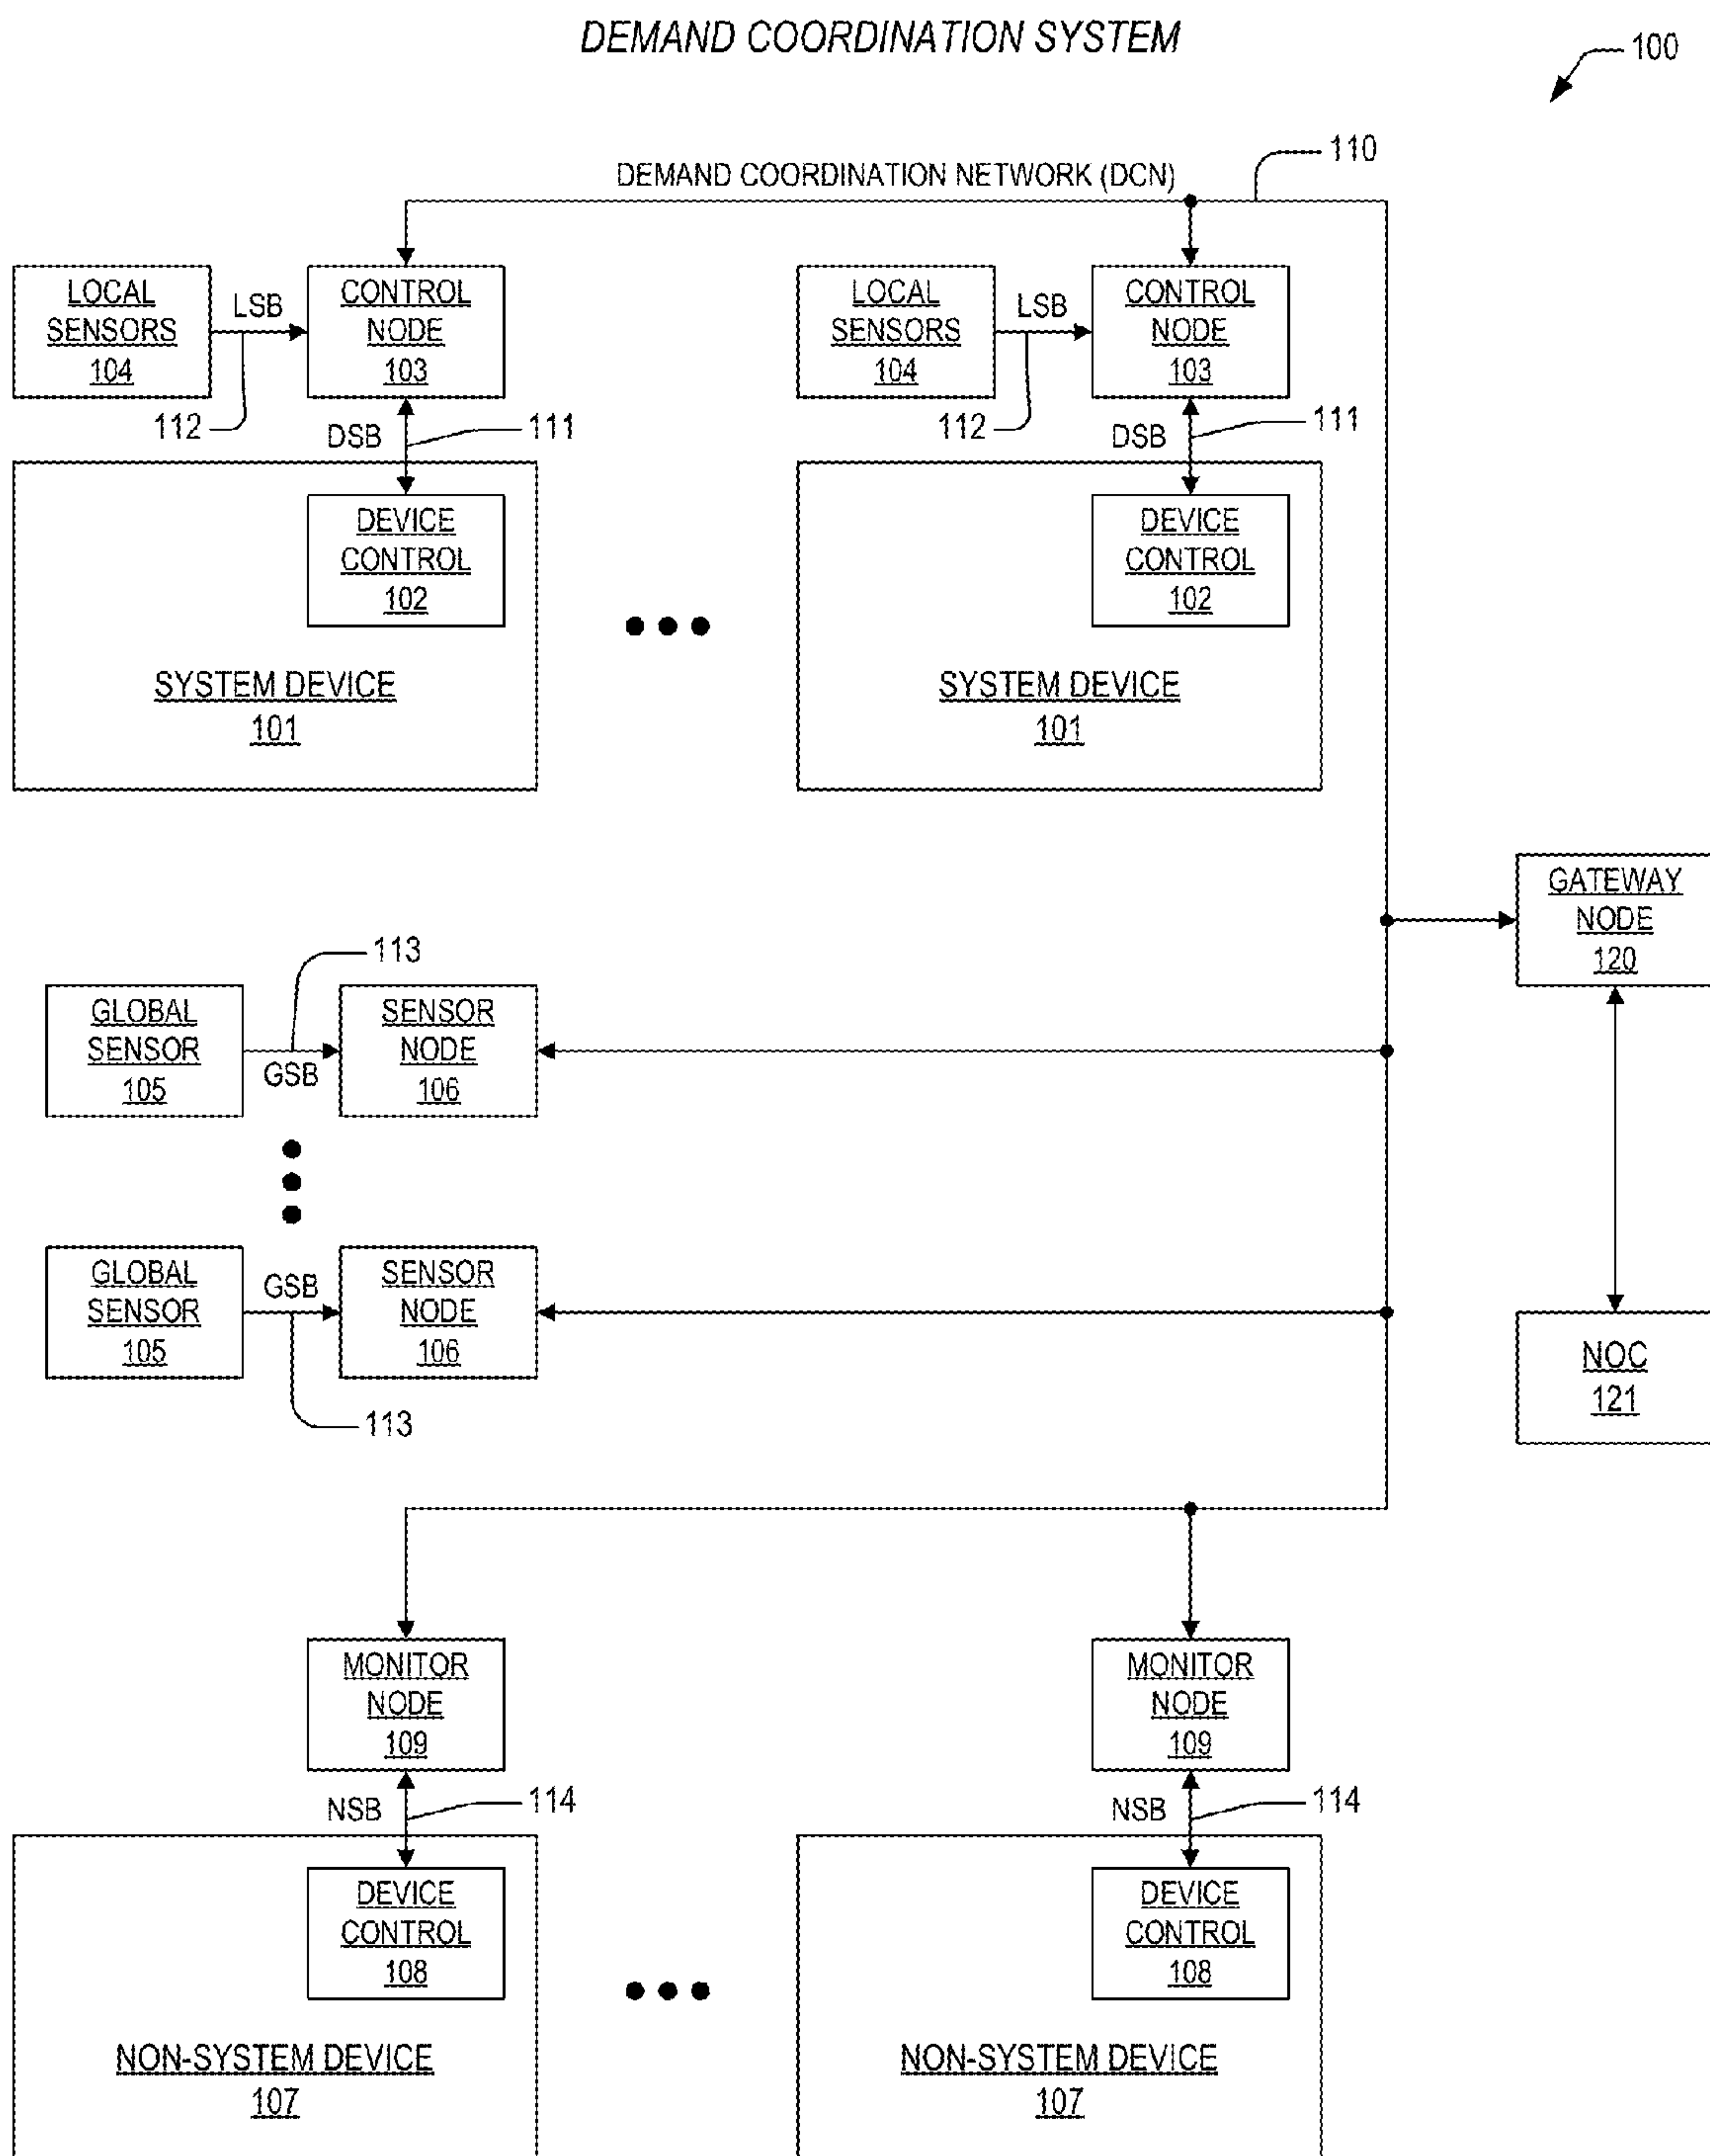 DEMAND COORDINATION SYSTEM
100
110
DEMAND COORDINATION NETWORK (DCN)
LOCAL
SENSORS
104
LSB
112
CONTROL
NODE
103
DSB
111
DEVICE
CONTROL
102
SYSTEM DEVICE
101
LOCAL
SENSORS
104
LSB
112
CONTROL
NODE
103
DSB
111
DEVICE
CONTROL
102
SYSTEM DEVICE
101
GATEWAY
NODE
120
113
GLOBAL
SENSOR
105
GSB
SENSOR
NODE
106
GLOBAL
SENSOR
105
GSB
SENSOR
NODE
106
113
NOC
121
MONITOR
NODE
109
NSB
114
DEVICE
CONTROL
108
NON-SYSTEM DEVICE
107
MONITOR
NODE
109
NSB
114
DEVICE
CONTROL
108
NON-SYSTEM DEVICE
107